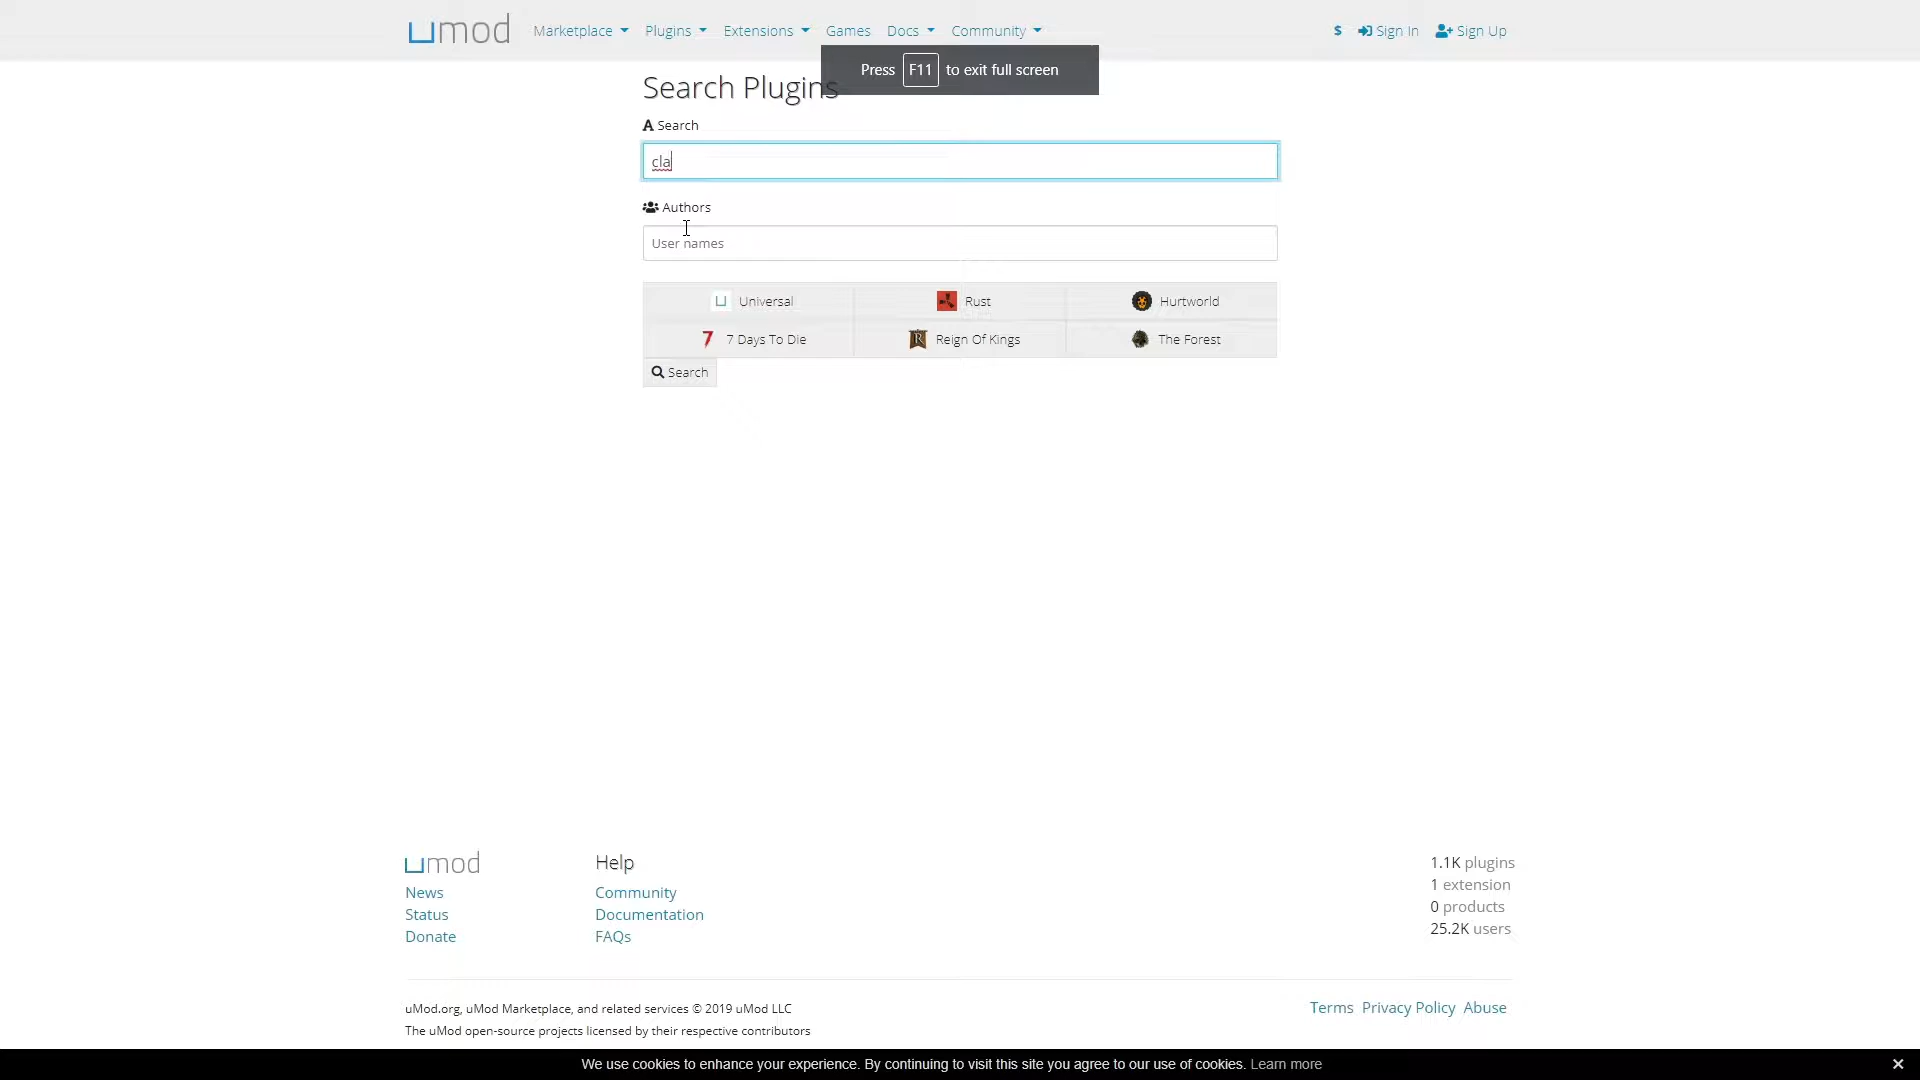 umod Marketplace Plugins Extensions Games Docs Community $ Sign In Sign Up
Press F11 to exit full screen
Search Plugins
Search
cla
Authors
User names
Universal Rust Hurtworld
7 Days To Die Reign Of Kings The Forest
Search
umod Help 1.1K plugins
News Community 1 extension
Status Documentation 0 products
Donate FAQs 25.2K users
uMod.org, uMod Marketplace, and related services © 2019 uMod LLC Terms Privacy Policy Abuse
The uMod open-source projects licensed by their respective contributors
We use cookies to enhance your experience. By continuing to visit this site you agree to our use of cookies. Learn more